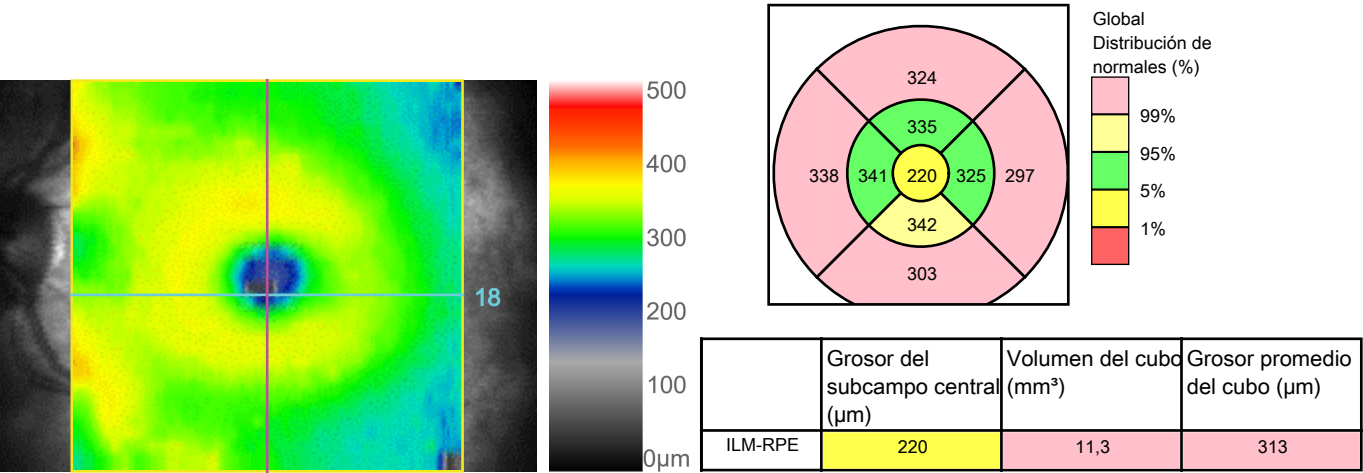 18
500
400
300
200
100
0µm
324
335
338 341 220 325 297
342
303
Global
Distribución de
normales (%)
99%
95%
5%
1%
Grosor del
subcampo central
(µm)
Volumen del cubo
(mm³)
Grosor promedio
del cubo (µm)
ILM-RPE 220 11,3 313